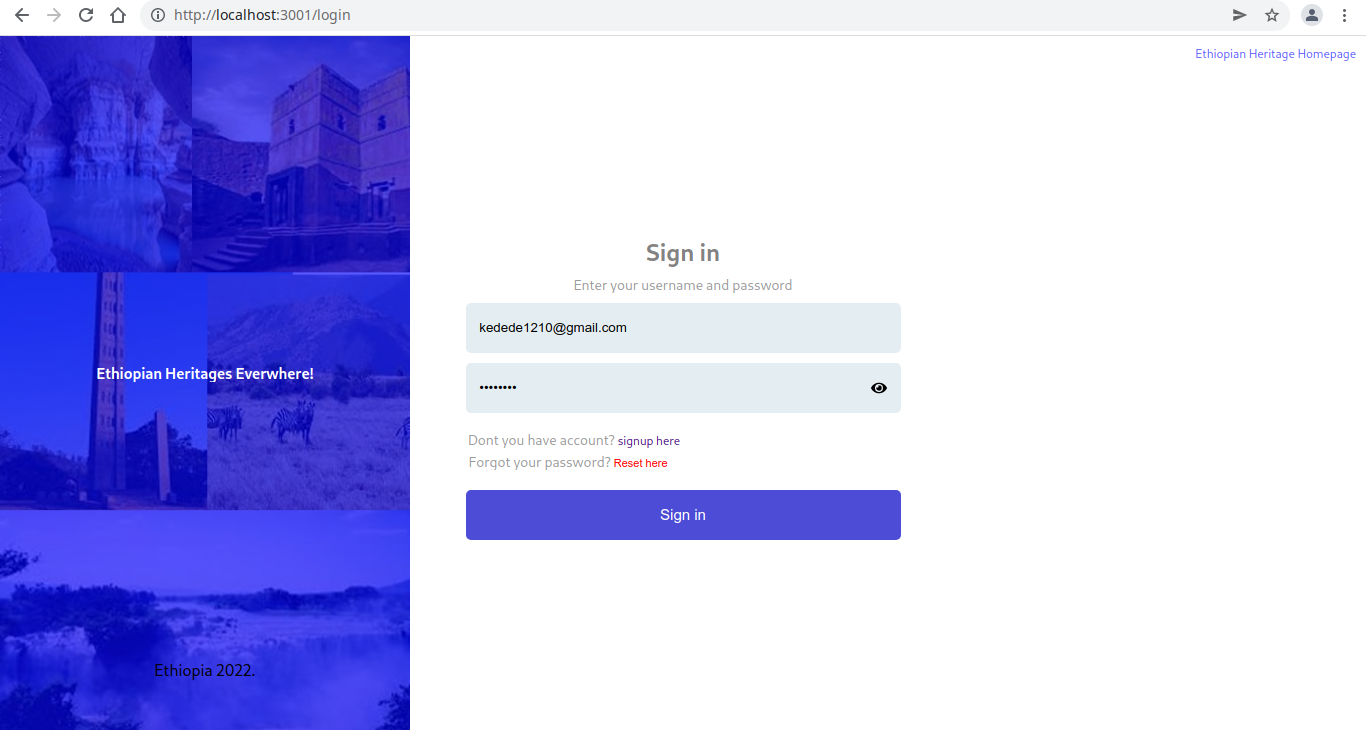 http://localhost:3001/login
Ethiopian Heritage Homepage
Ethiopian Heritages Everwhere!
Ethiopia 2022.
Sign in
Enter your username and password
kedede1210@gmail.com
••••••••
Dont you have account? signup here
Forgot your password? Reset here
Sign in